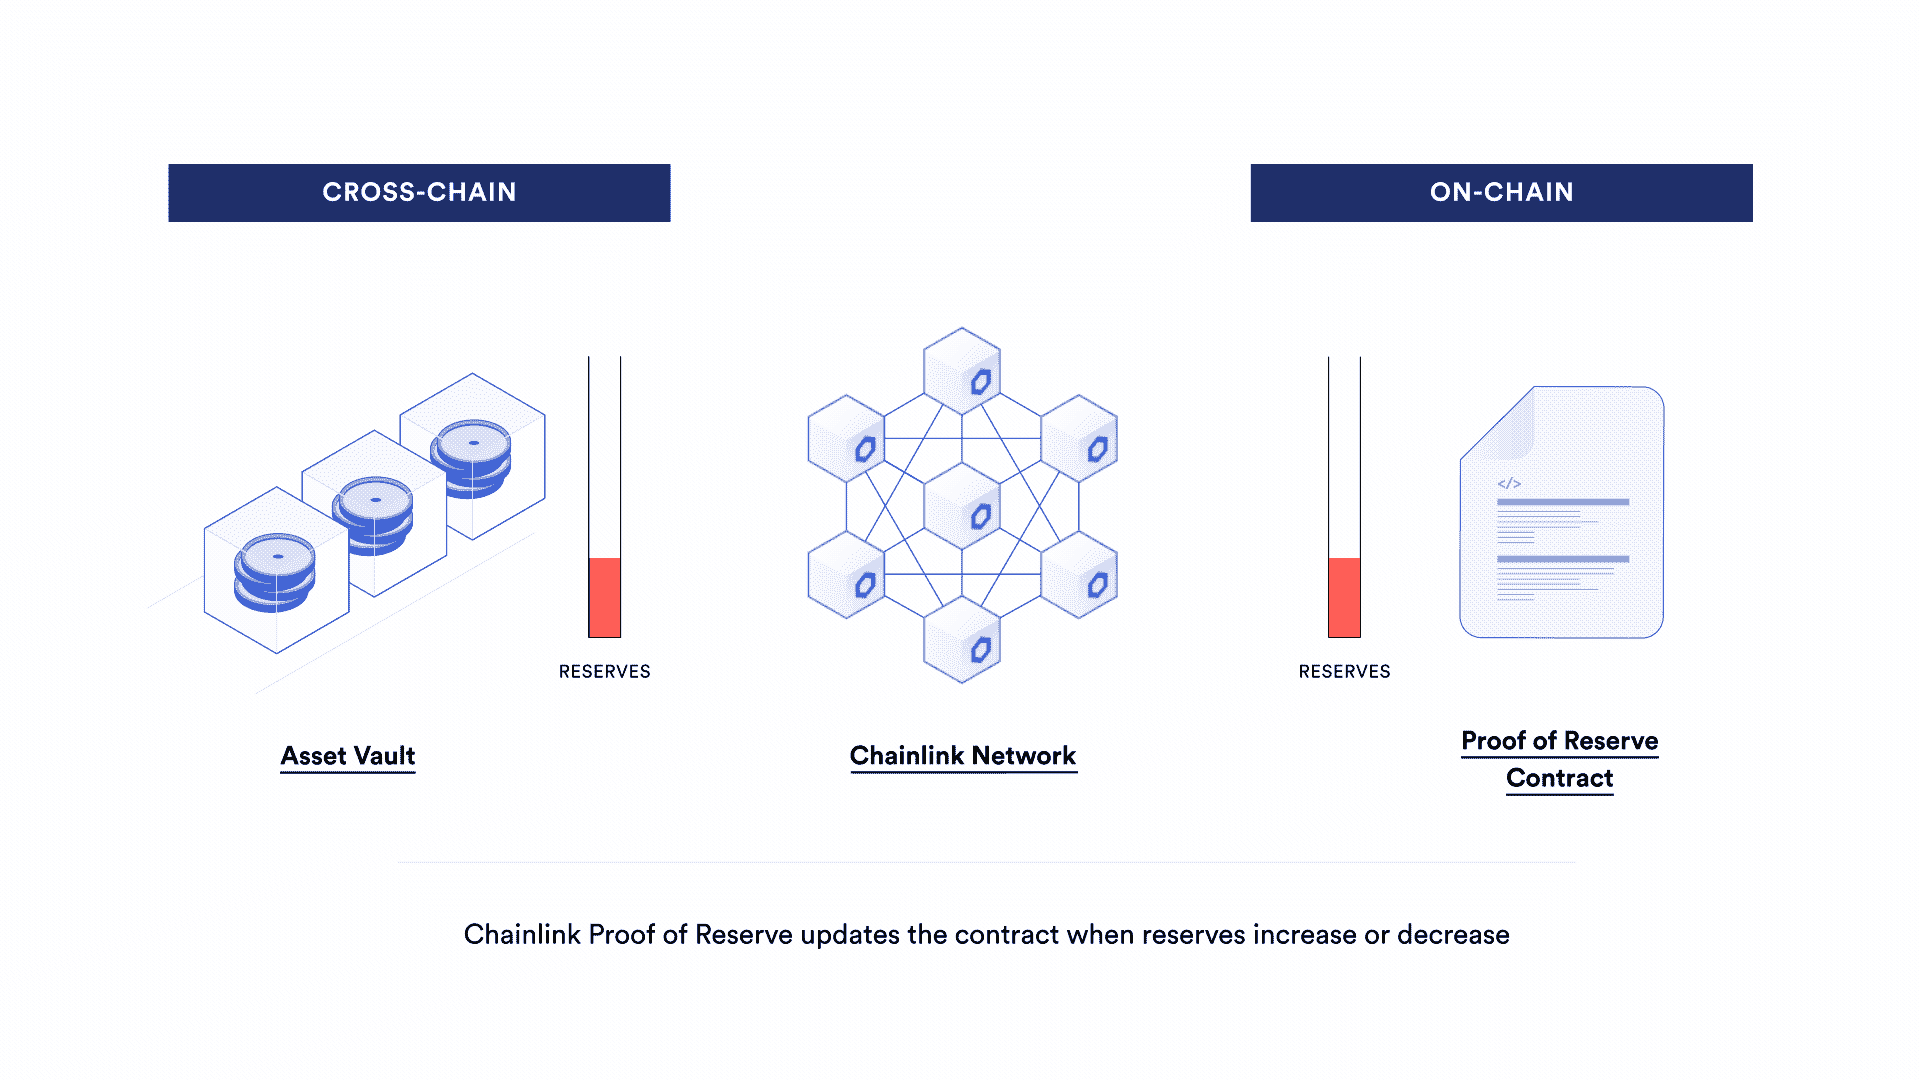 CROSS-CHAIN
ON-CHAIN
</>
RESERVES
RESERVES
Asset Vault
Chainlink Network
Proof of Reserve
Contract
Chainlink Proof of Reserve updates the contract when reserves increase or decrease